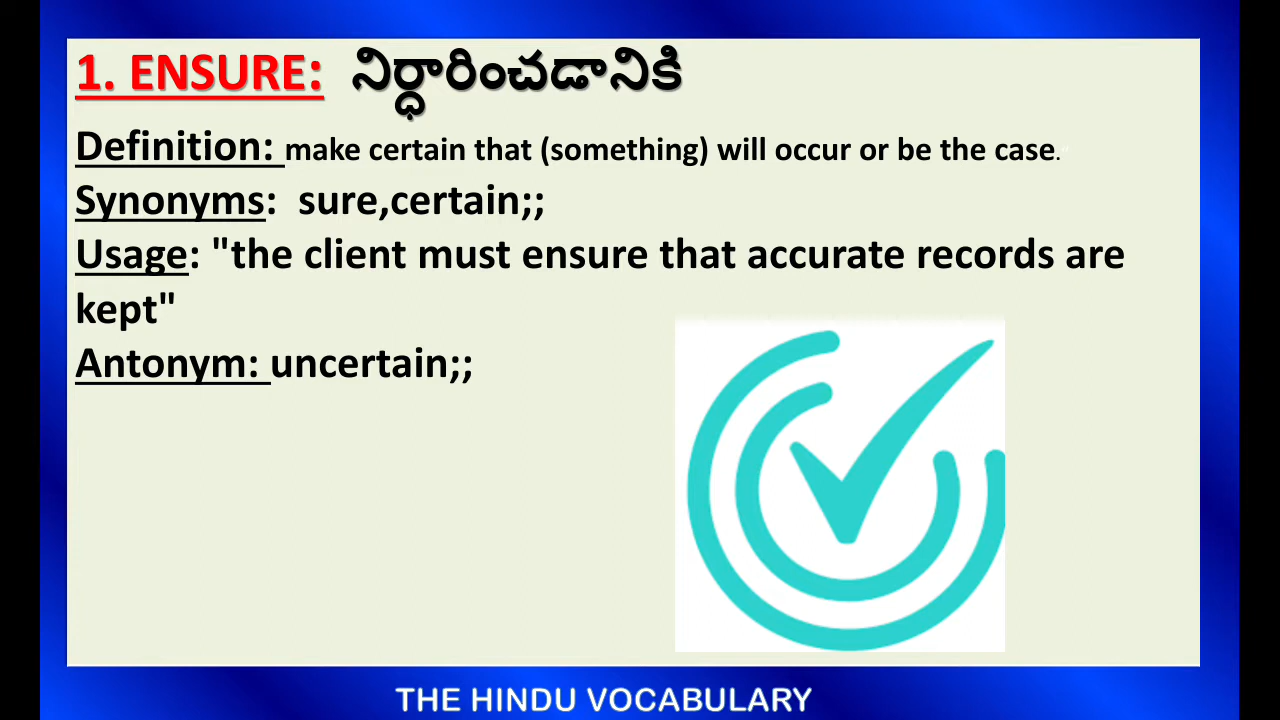 1. ENSURE: నిర్ధారించడానికి
Definition: make certain that (something) will occur or be the case."
Synonyms: sure,certain;;
Usage: "the client must ensure that accurate records are
kept"
Antonym: uncertain;;
THE HINDU VOCABULARY